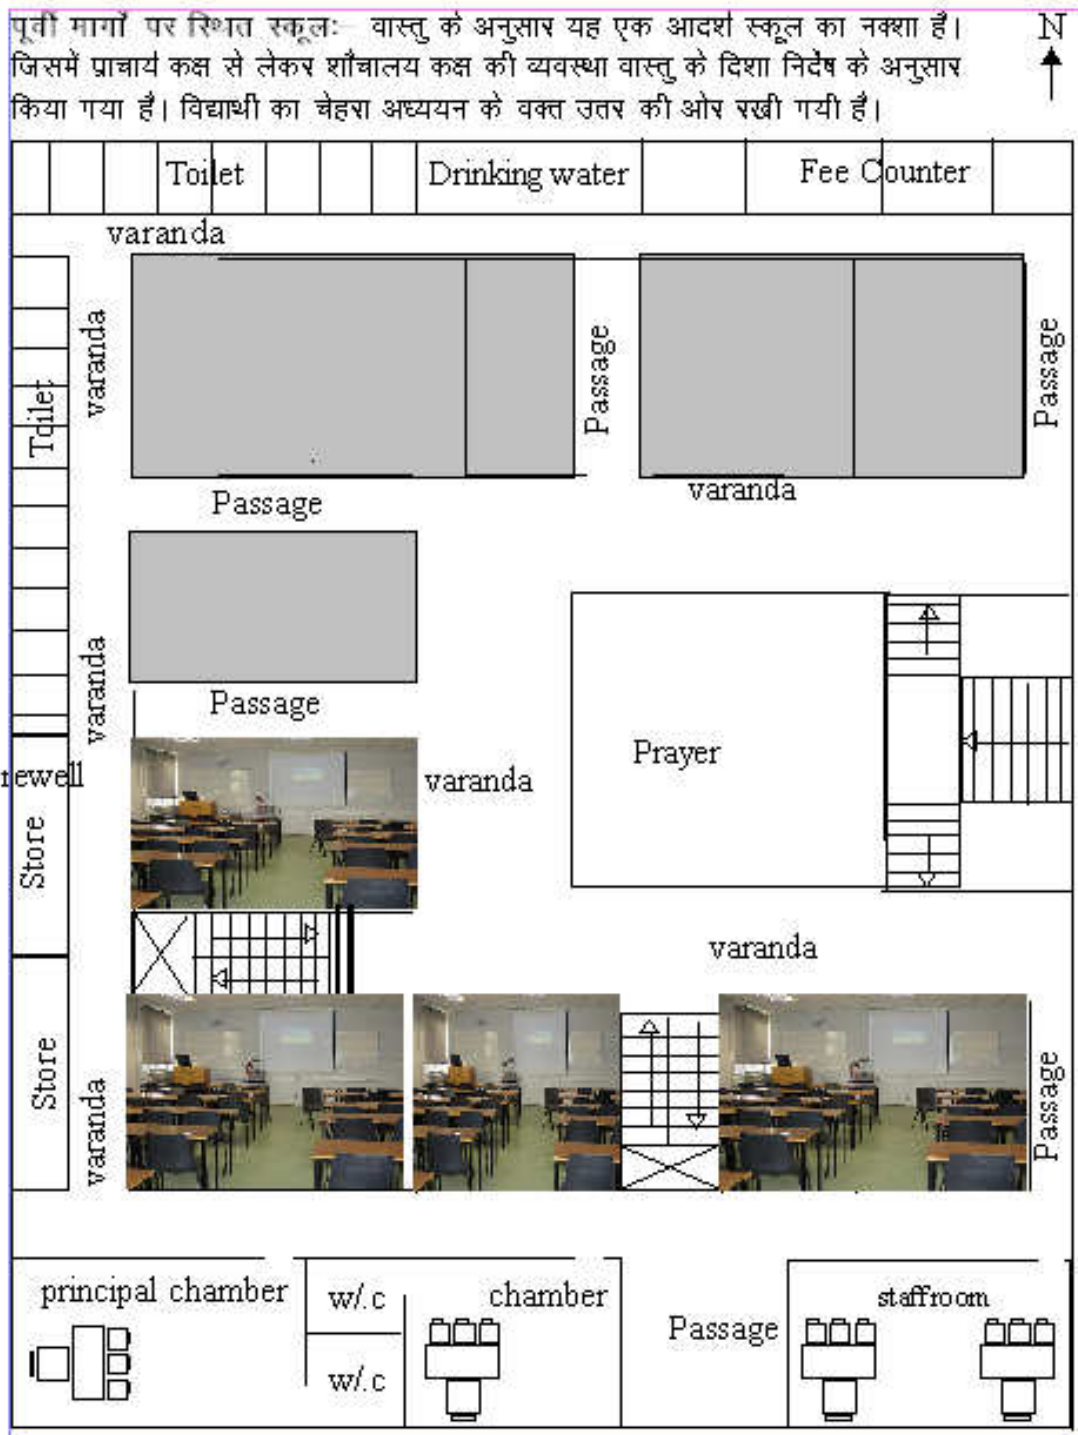 पूर्वी मार्गों पर स्थित स्कूलः वास्तु के अनुसार यह एक आदर्श स्कूल का नक्शा है।
जिसमें प्राचार्य कक्ष से लेकर शौचालय कक्ष की व्यवस्था वास्तु के दिशा निर्देष के अनुसार
किया गया है। विद्यार्थी का चेहरा अध्ययन के वक्त उतर की ओर रखी गयी है।
N
Toilet
Drinking water
Fee Counter
varanda
varanda
Toilet
Passage
Passage
Passage
varanda
varanda
Passage
Prayer
varanda
rewell
Store
varanda
Store
varanda
Passage
principal chamber
w/.c
w/.c
chamber
Passage
staffroom